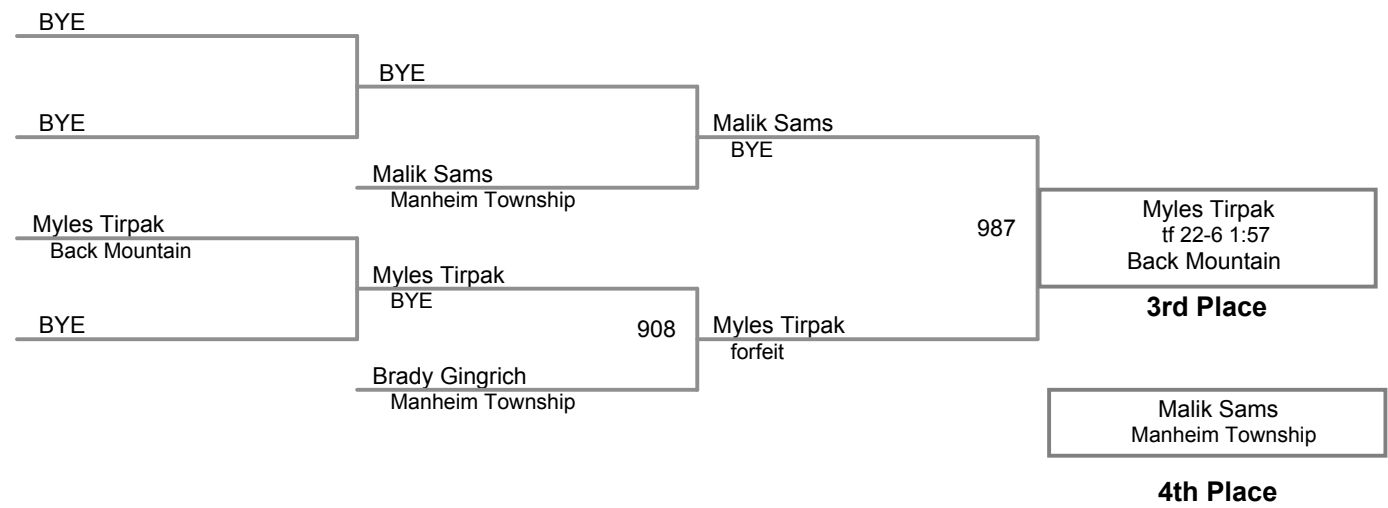 BYE
BYE
BYE
Malik Sams
BYE
Malik Sams
Manheim Township
Myles Tirpak
Back Mountain
987
Myles Tirpak
tf 22-6 1:57
Back Mountain
3rd Place
Myles Tirpak
BYE
BYE
908
Myles Tirpak
forfeit
Brady Gingrich
Manheim Township
Malik Sams
Manheim Township
4th Place